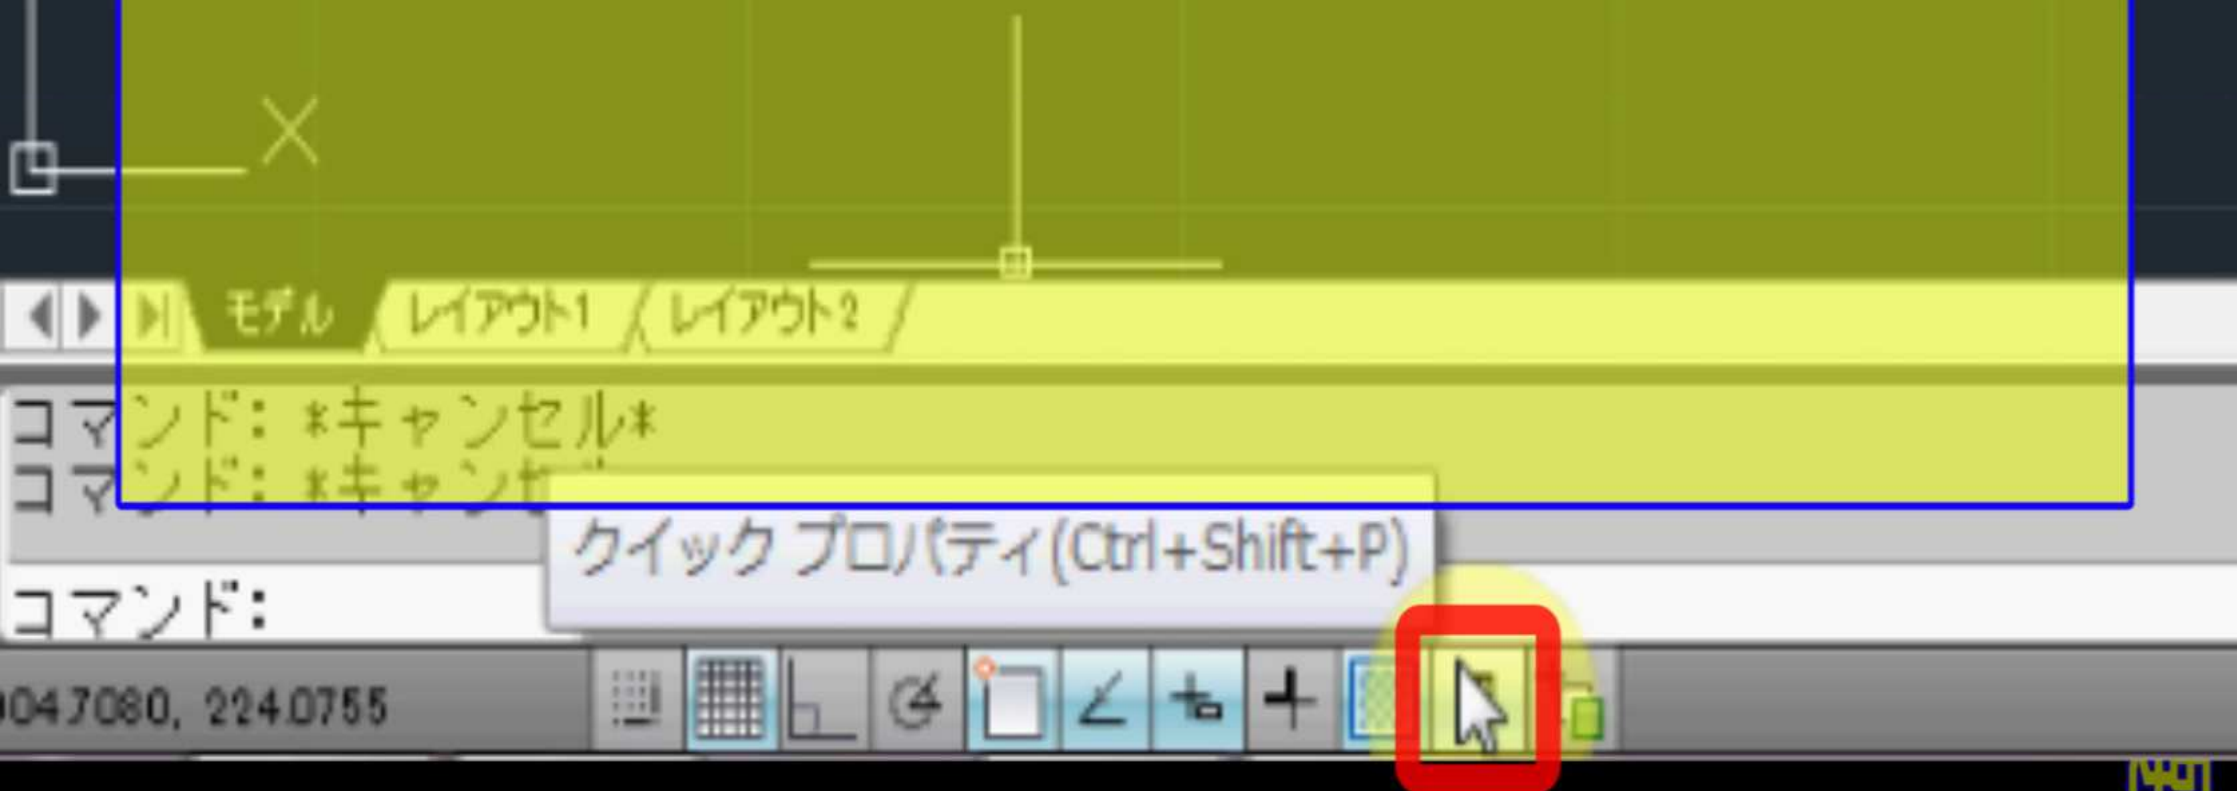 X
モデル レイアウト1 レイアウト2
コマンド: *キャンセル*
コマンド: *キャンセ
クイック プロパティ(Ctrl+Shift+P)
コマンド:
047080, 224.0755